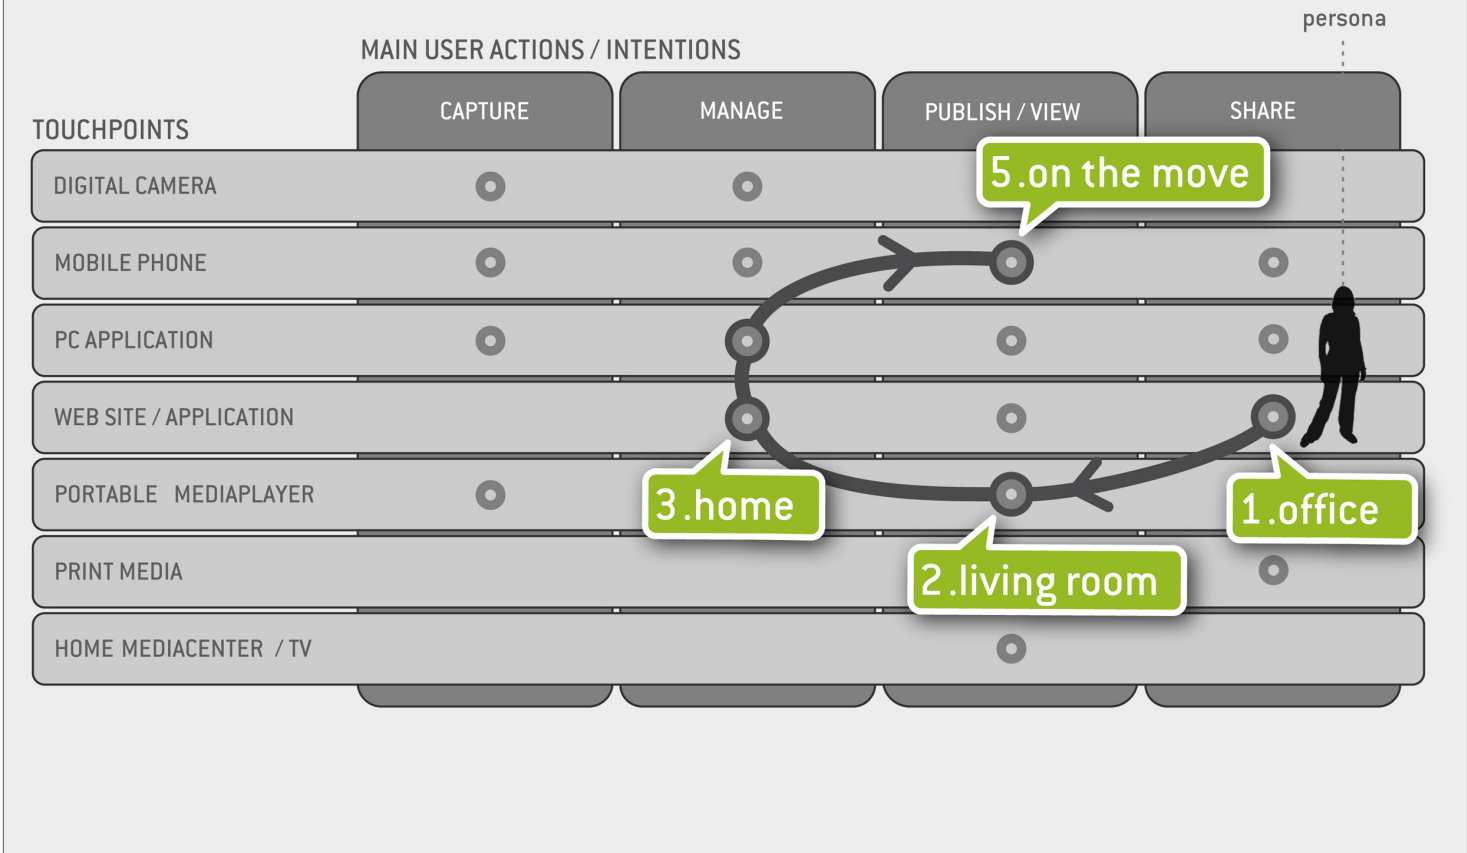 persona
MAIN USER ACTIONS / INTENTIONS
CAPTURE
MANAGE
PUBLISH / VIEW
SHARE
TOUCHPOINTS
DIGITAL CAMERA
5.on the move
MOBILE PHONE
PC APPLICATION
WEB SITE / APPLICATION
PORTABLE MEDIAPLAYER
3.home
1.office
PRINT MEDIA
2.living room
HOME MEDIACENTER / TV